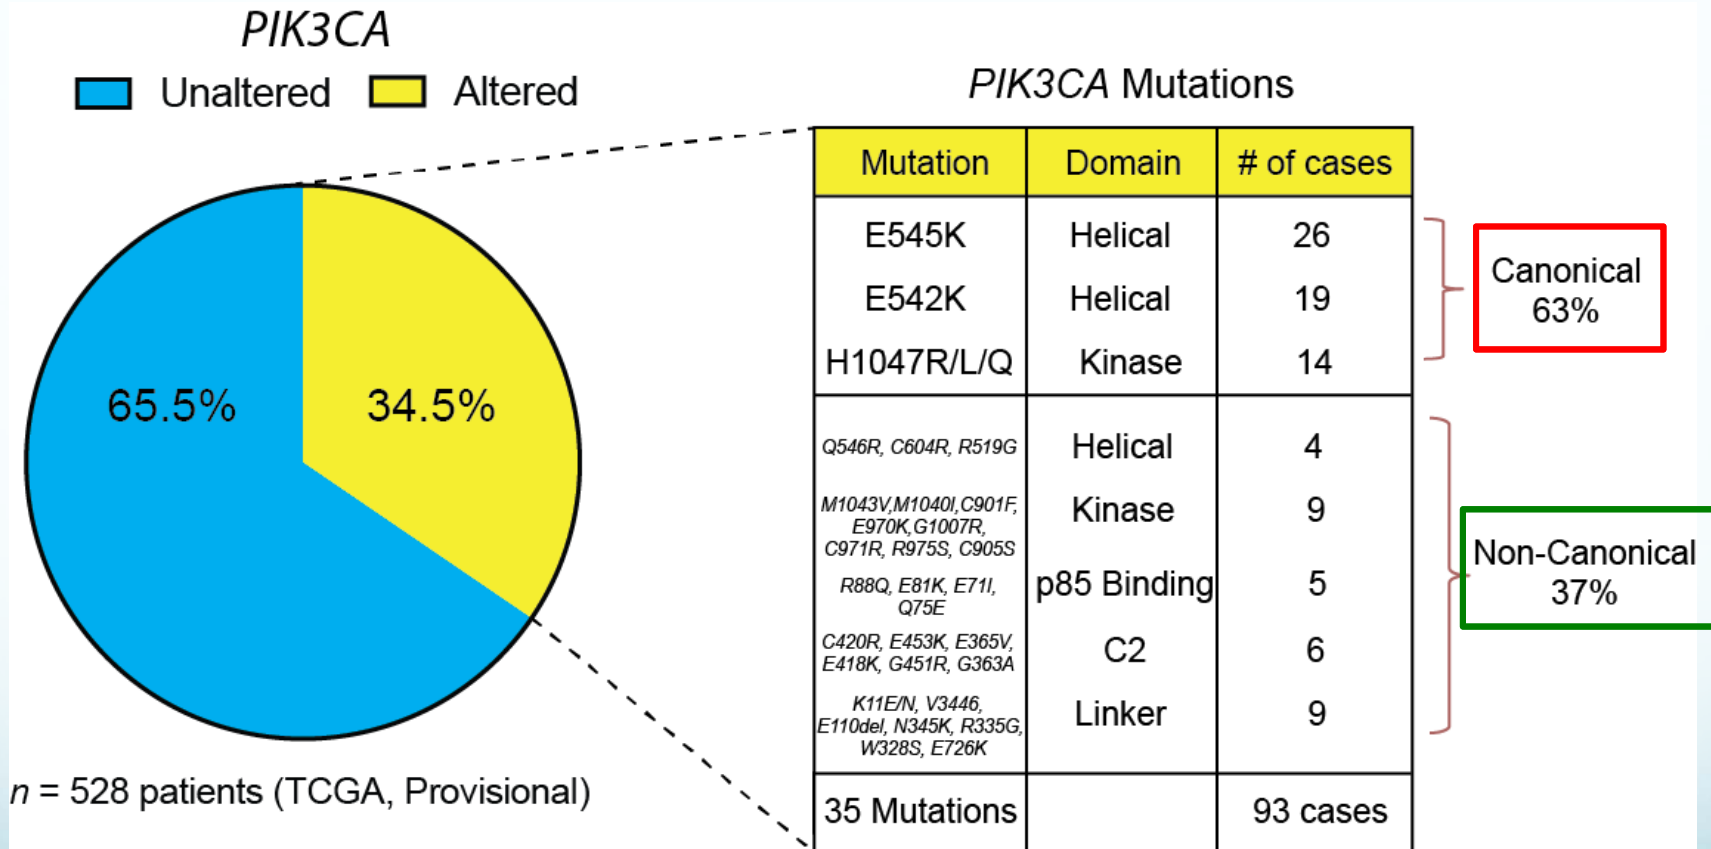 PIK3CA
Unaltered Altered
65.5% 34.5%
n = 528 patients (TCGA, Provisional)
PIK3CA Mutations
Mutation Domain # of cases
E545K Helical 26
E542K Helical 19
H1047R/L/Q Kinase 14
Canonical
63%
Q546R, C604R, R519G Helical 4
M1043V,M1040I,C901F,
E970K,G1007R,
C971R, R975S, C905S
Kinase 9
R88Q, E81K, E71I,
Q75E
p85 Binding 5
C420R, E453K, E365V,
E418K, G451R, G363A
C2 6
K11E/N, V3446,
E110del, N345K, R335G,
W328S, E726K
Linker 9
Non-Canonical
37%
35 Mutations 93 cases